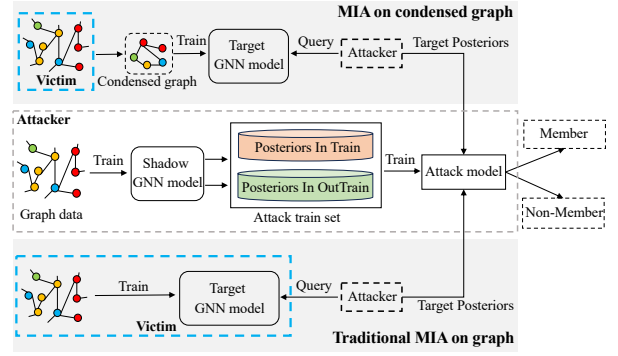 MIA on condensed graph
Victim
Condensed graph
Train
Target
GNN model
Query
Attacker
Target Posteriors
Attacker
Graph data
Train
Shadow
GNN model
Posteriors In Train
Posteriors In OutTrain
Attack train set
Train
Attack model
Member
Non-Member
Train
Target
GNN model
Victim
Query
Attacker
Target Posteriors
Traditional MIA on graph